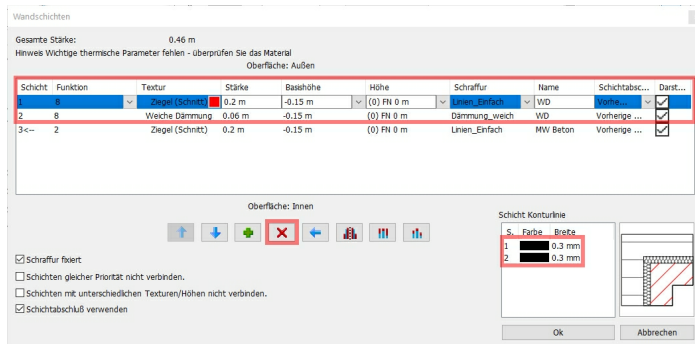 Wandschichten
Gesamte Stärke: 0.46 m
Hinweis Wichtige thermische Parameter fehlen - überprüfen Sie das Material
Oberfläche: Außen
Schicht Funktion Textur Stärke Basishöhe Höhe Schraffur Name Schichtabsc... Darst...
1 8 Ziegel (Schnitt) 0.2 m -0.15 m (0) FN 0 m Linien_Einfach WD Vorhe...
2 8 Weiche Dämmung 0.06 m -0.15 m (0) FN 0 m Dämmung_weich WD Vorherige ...
3<-- 2 Ziegel (Schnitt) 0.2 m -0.15 m (0) FN 0 m Linien_Einfach MW Beton Vorherige ...
Oberfläche: Innen
Schicht Konturlinie
S. Farbe Breite
1 0.3 mm
2 0.3 mm
Schraffur fixiert
Schichten gleicher Priorität nicht verbinden.
Schichten mit unterschiedlichen Texturen/Höhen nicht verbinden.
Schichtabschluß verwenden
Ok Abbrechen